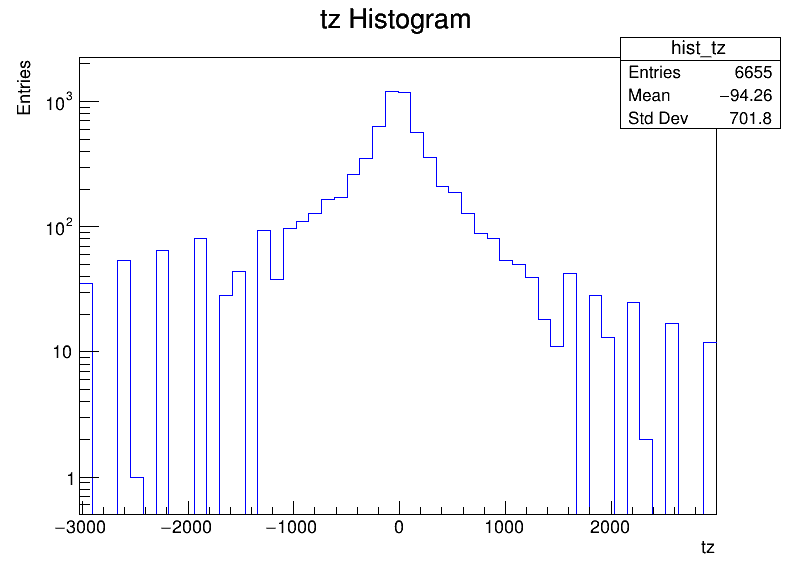 tz Histogram
hist_tz
Entries 6655
Mean −94.26
Std Dev 701.8
Entries
10³
10²
10
1
−3000 −2000 −1000 0 1000 2000
tz